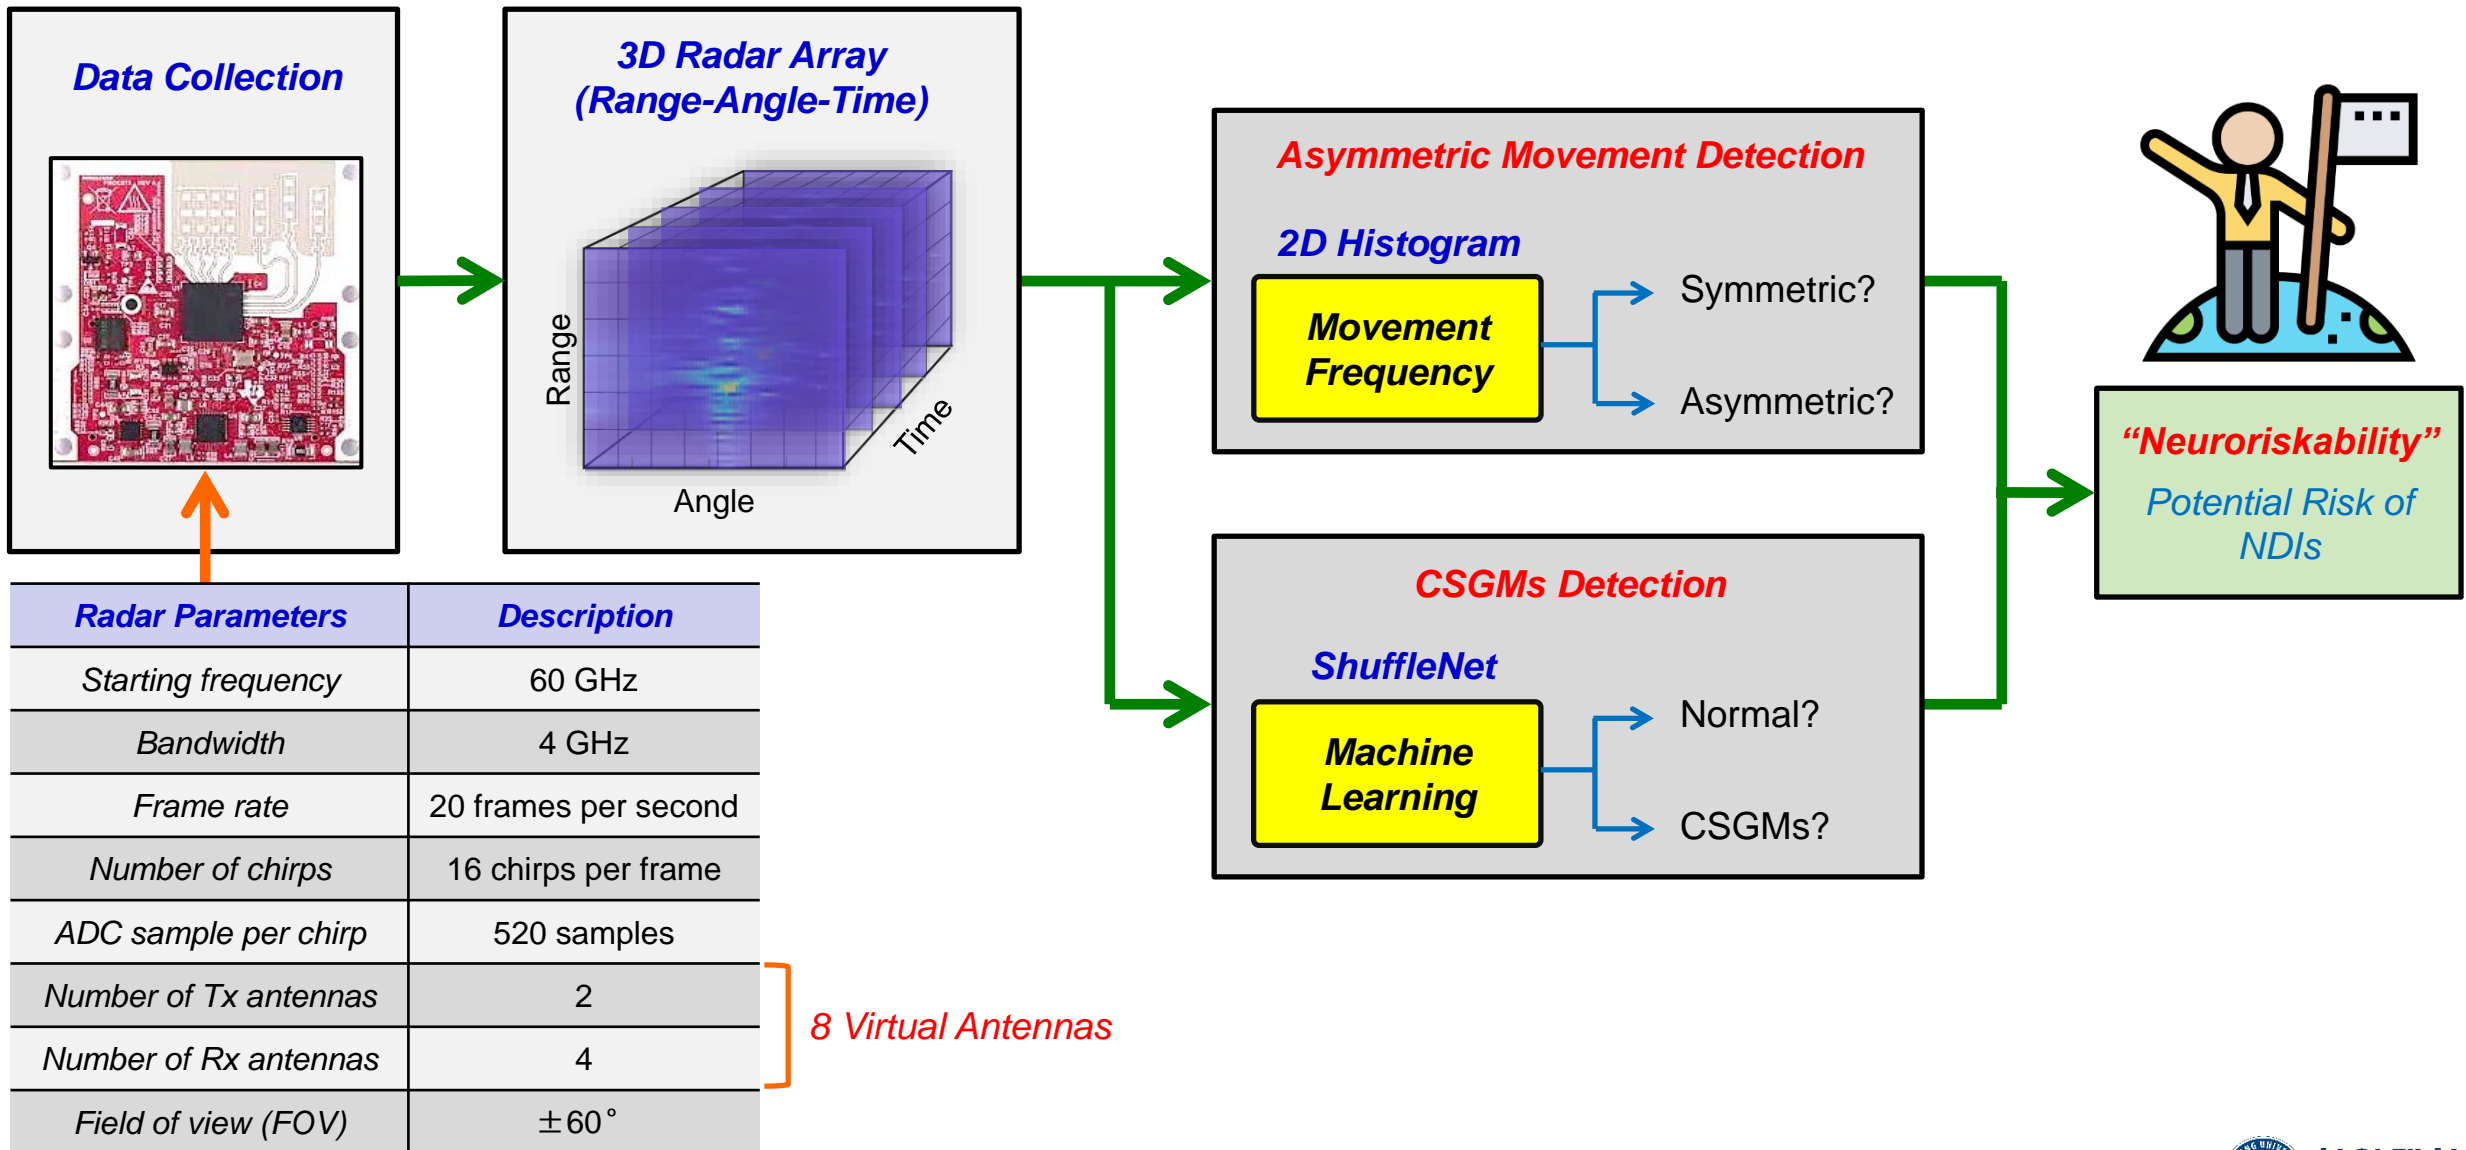 Data Collection
3D Radar Array
(Range-Angle-Time)
Range
Angle
Time
Asymmetric Movement Detection
2D Histogram
Movement
Frequency
Symmetric?
Asymmetric?
CSGMs Detection
ShuffleNet
Machine
Learning
Normal?
CSGMs?
“Neuroriskability”
Potential Risk of
NDIs
Radar Parameters Description
Starting frequency 60 GHz
Bandwidth 4 GHz
Frame rate 20 frames per second
Number of chirps 16 chirps per frame
ADC sample per chirp 520 samples
Number of Tx antennas 2
Number of Rx antennas 4
Field of view (FOV) ±60°
8 Virtual Antennas